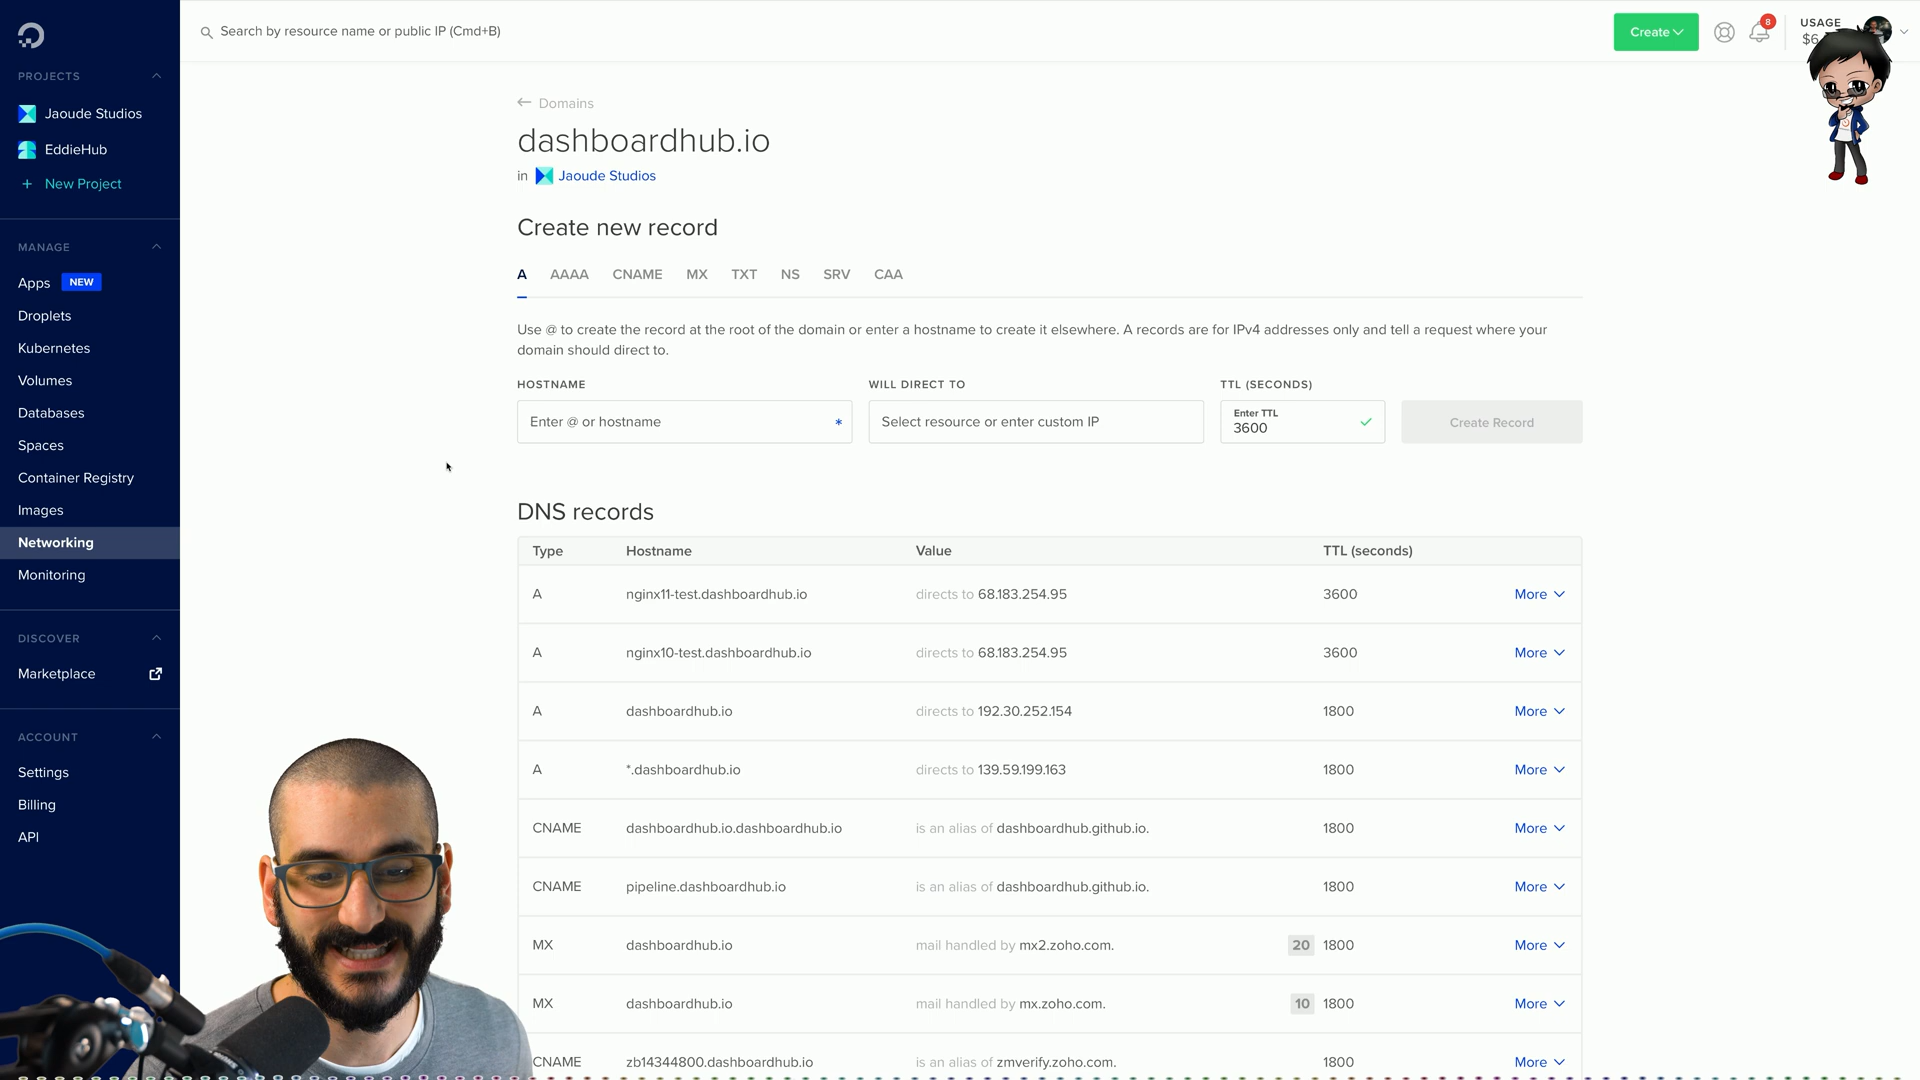 Search by resource name or public IP (Cmd+B)
Create
8
USAGE
PROJECTS
Jaoude Studios
EddieHub
+ New Project
MANAGE
Apps NEW
Droplets
Kubernetes
Volumes
Databases
Spaces
Container Registry
Images
Networking
Monitoring
DISCOVER
Marketplace
ACCOUNT
Settings
Billing
API
← Domains
dashboardhub.io
in Jaoude Studios
Create new record
A AAAA CNAME MX TXT NS SRV CAA
Use @ to create the record at the root of the domain or enter a hostname to create it elsewhere. A records are for IPv4 addresses only and tell a request where your
domain should direct to.
HOSTNAME WILL DIRECT TO TTL (SECONDS)
Enter @ or hostname * Select resource or enter custom IP Enter TTL
3600
Create Record
DNS records
Type Hostname Value TTL (seconds)
A nginx11-test.dashboardhub.io directs to 68.183.254.95 3600 More
A nginx10-test.dashboardhub.io directs to 68.183.254.95 3600 More
A dashboardhub.io directs to 192.30.252.154 1800 More
A *.dashboardhub.io directs to 139.59.199.163 1800 More
CNAME dashboardhub.io.dashboardhub.io is an alias of dashboardhub.github.io. 1800 More
CNAME pipeline.dashboardhub.io is an alias of dashboardhub.github.io. 1800 More
MX dashboardhub.io mail handled by mx2.zoho.com. 20 1800 More
MX dashboardhub.io mail handled by mx.zoho.com. 10 1800 More
CNAME zb14344800.dashboardhub.io is an alias of zmverify.zoho.com. 1800 More